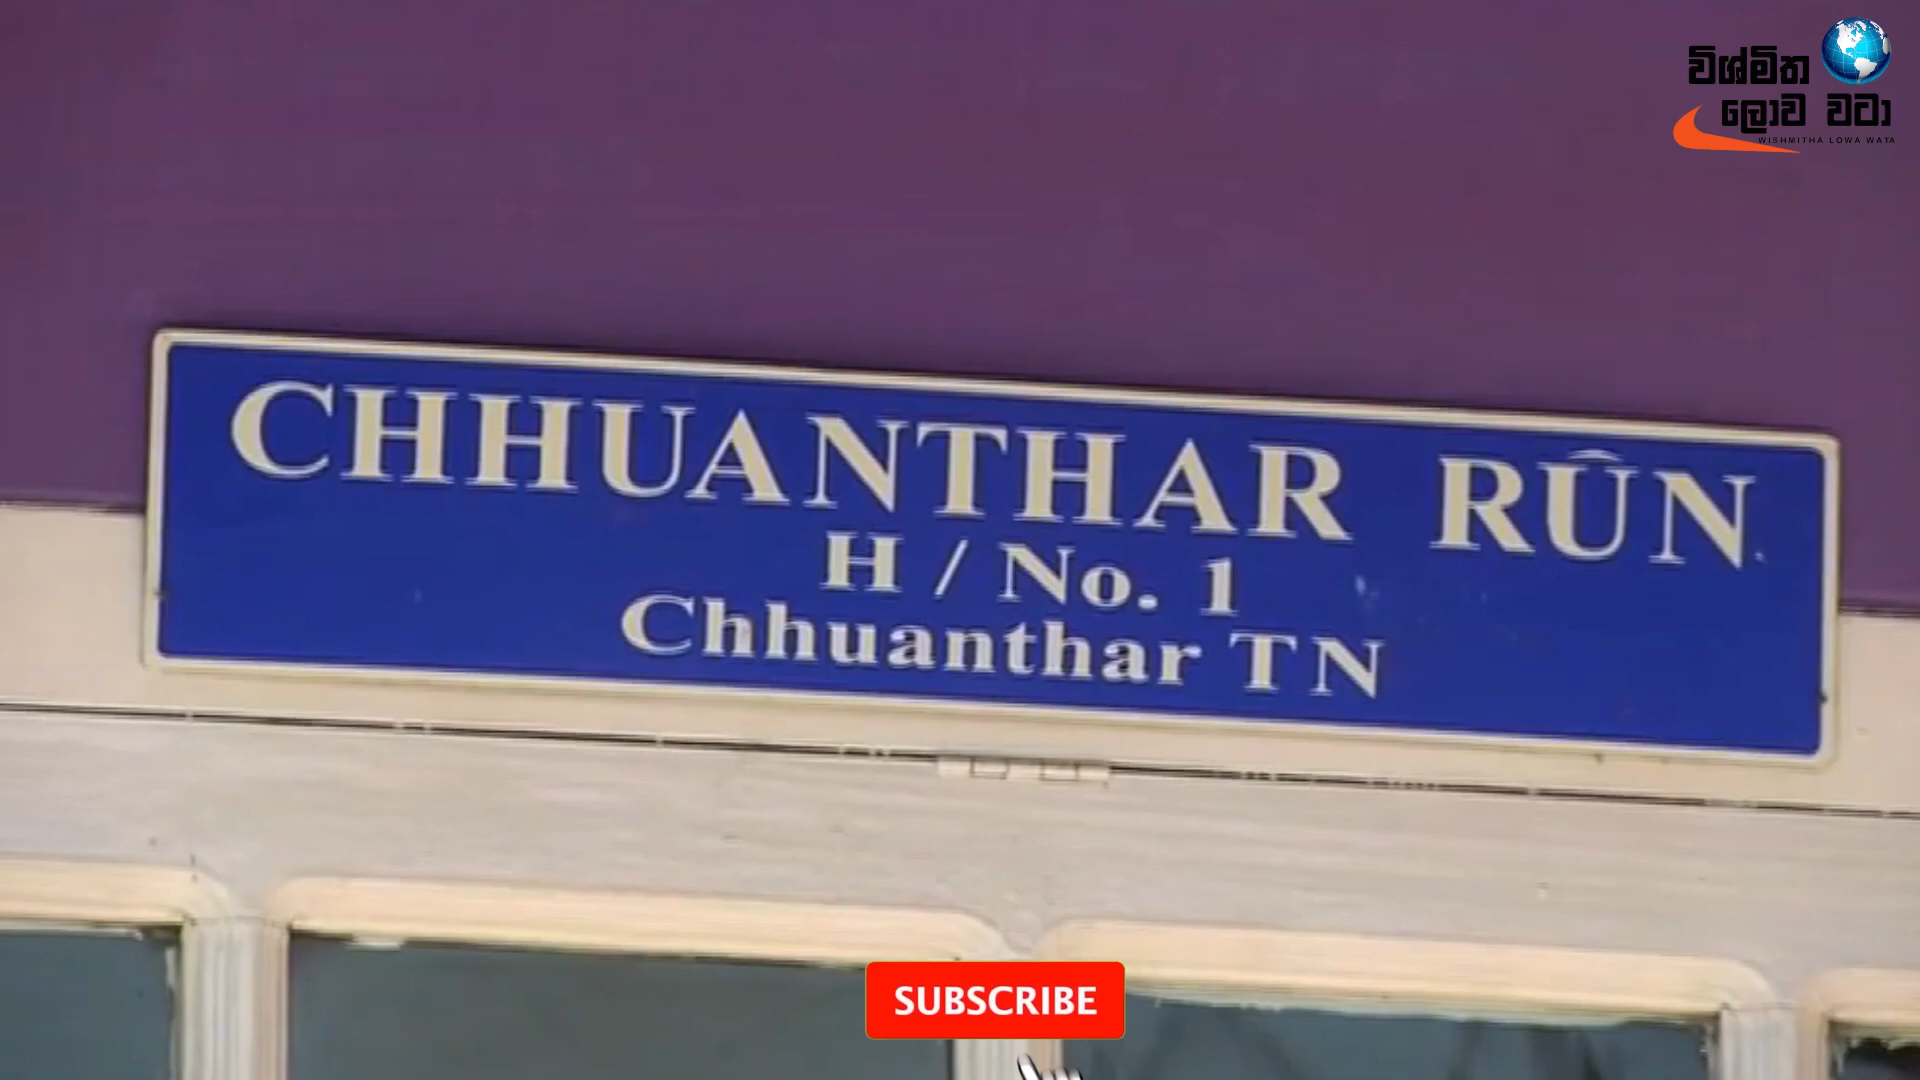 විශ්මිත
ලොව වටා
WISHMITHA LOWA WATA
CHHUANTHAR RÛN
H / No. 1
Chhuanthar TN
SUBSCRIBE